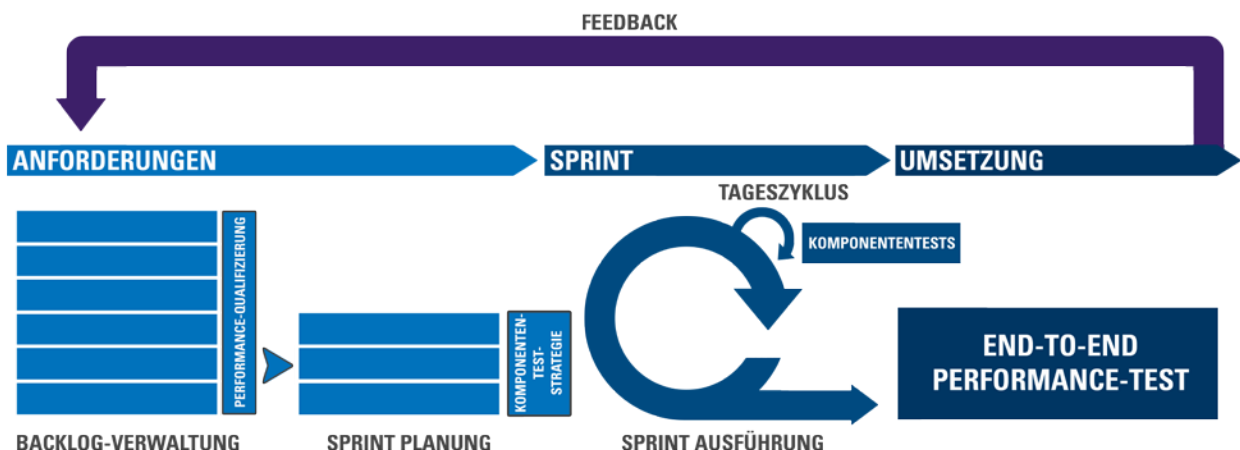 FEEDBACK
ANFORDERUNGEN
SPRINT
UMSETZUNG
TAGESZYKLUS
PERFORMANCE-QUALIFIZIERUNG
KOMPONENTENTESTS
KOMPONENTEN-
TEST-
STRATEGIE
END-TO-END
PERFORMANCE-TEST
BACKLOG-VERWALTUNG
SPRINT PLANUNG
SPRINT AUSFÜHRUNG